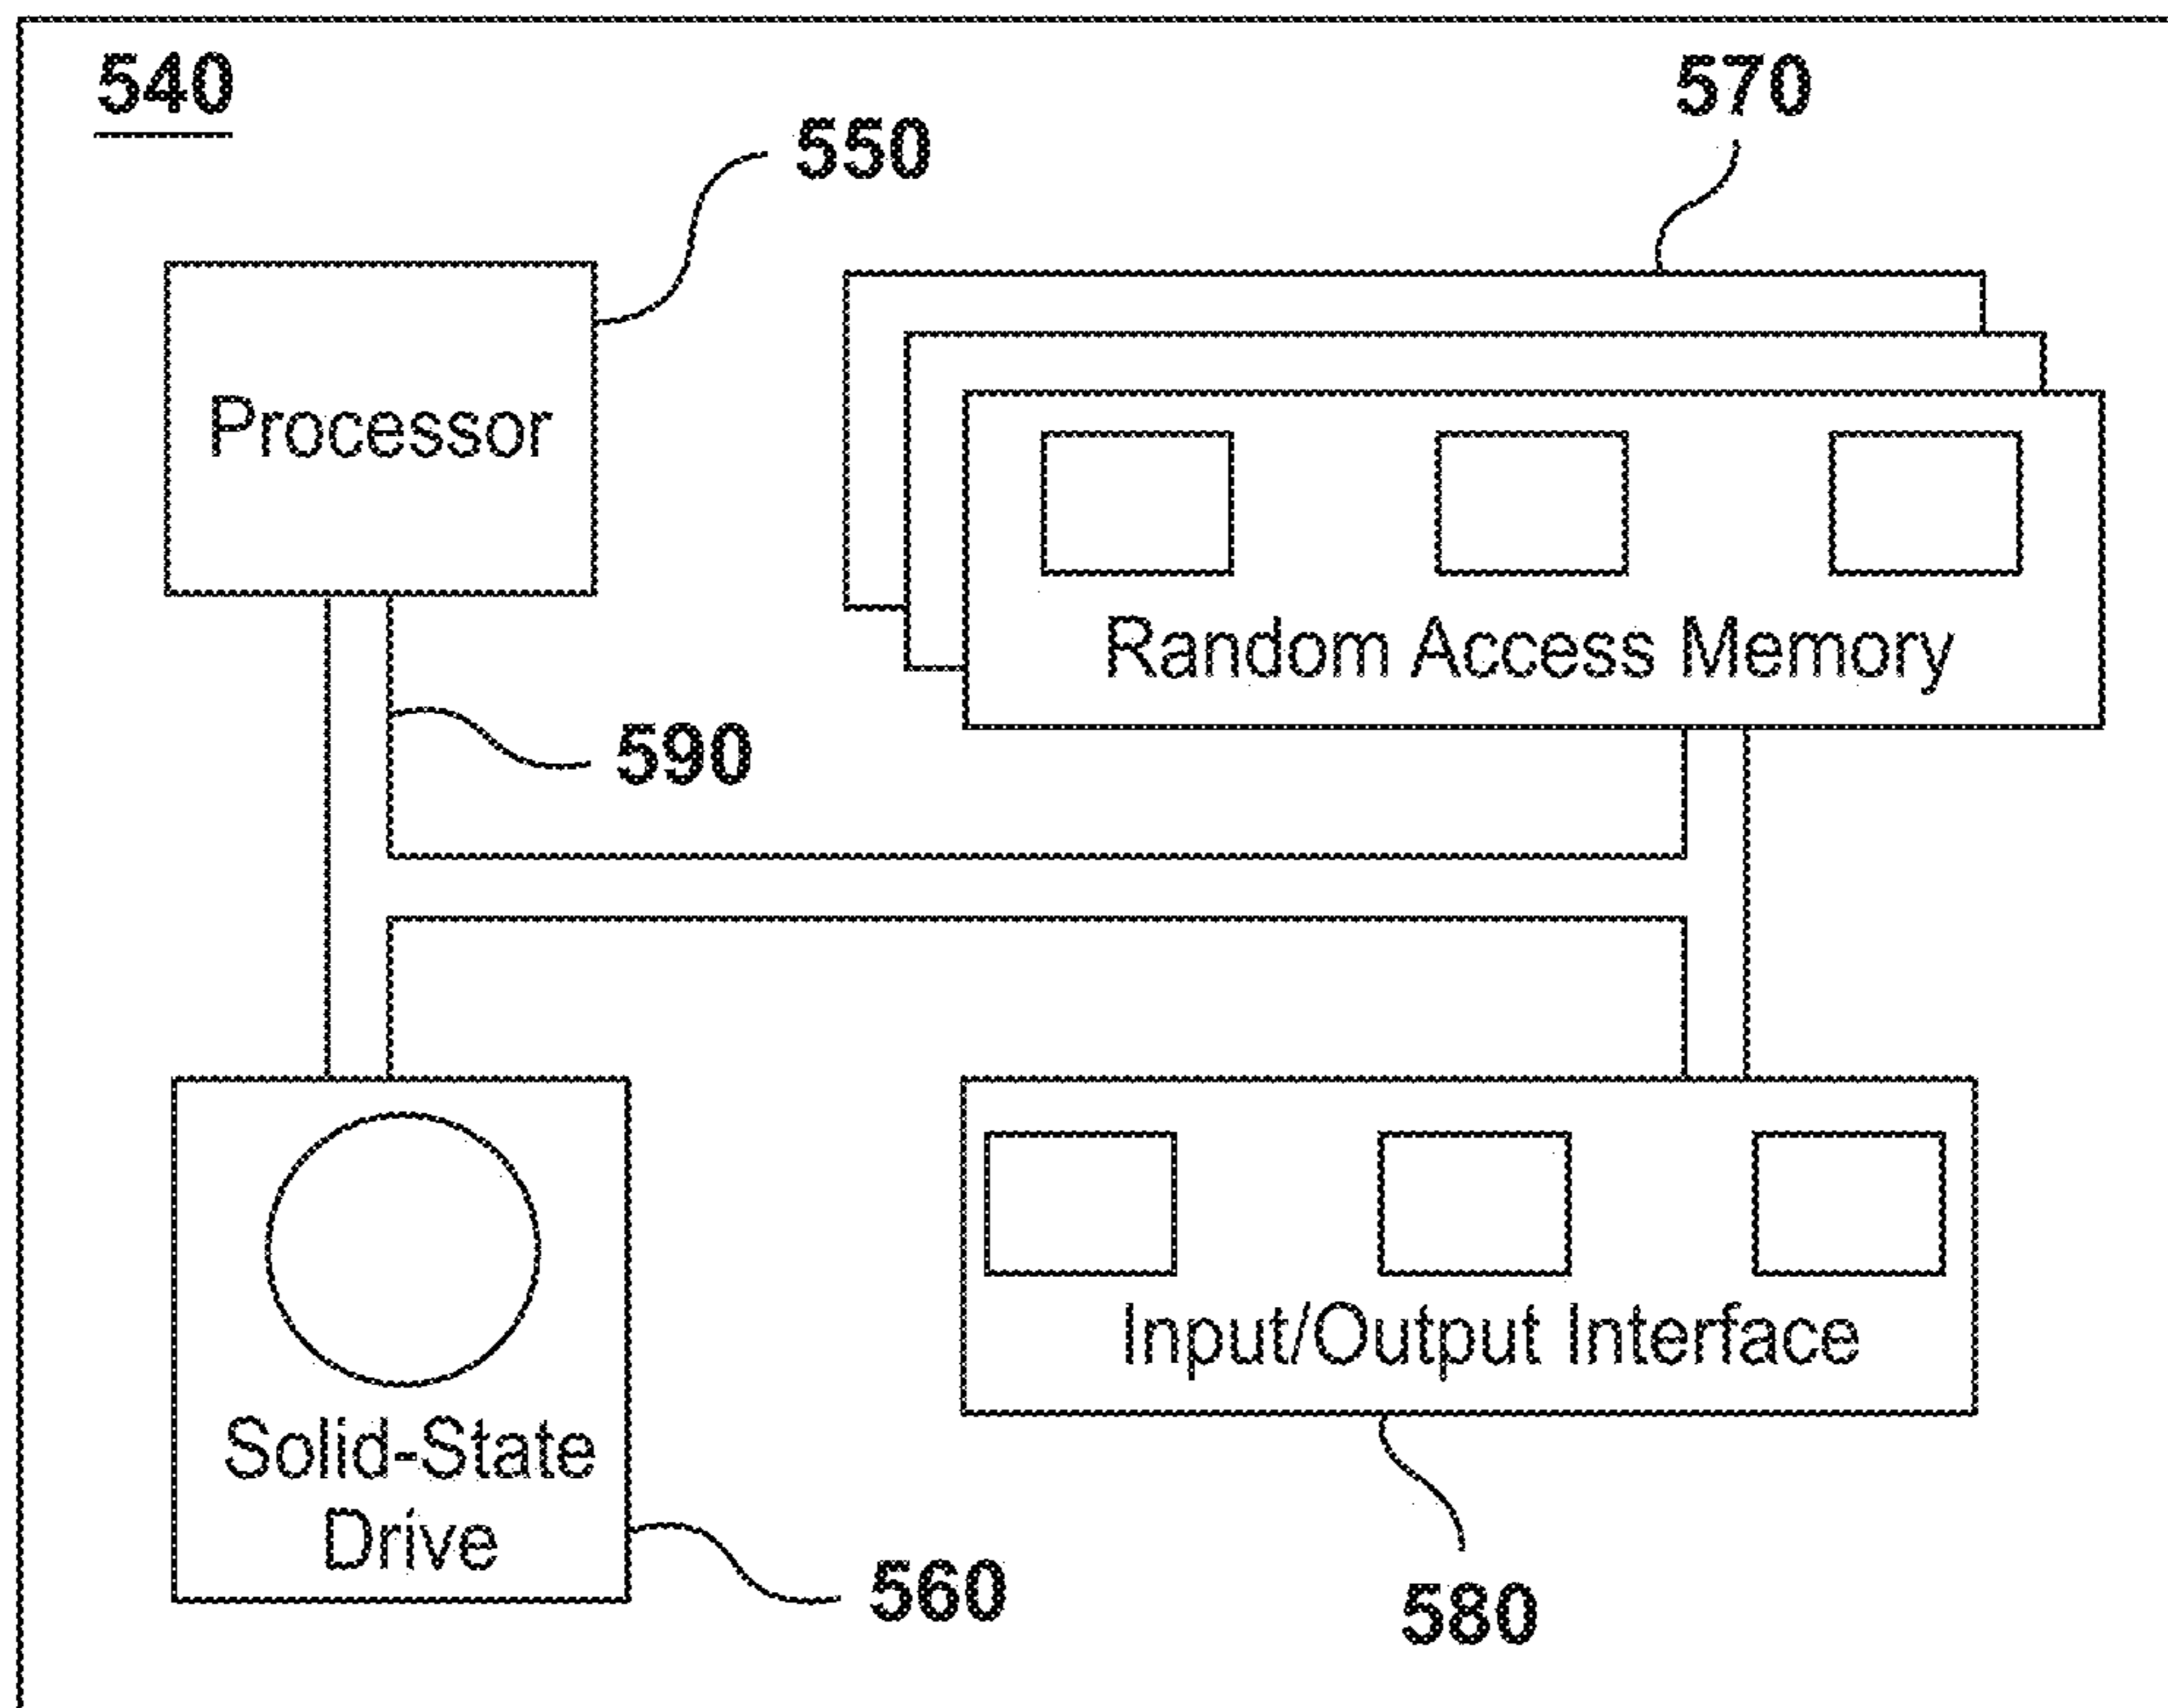 540
570
550
Processor
Random Access Memory
590
Input/Output Interface
Solid-State
Drive
560
580